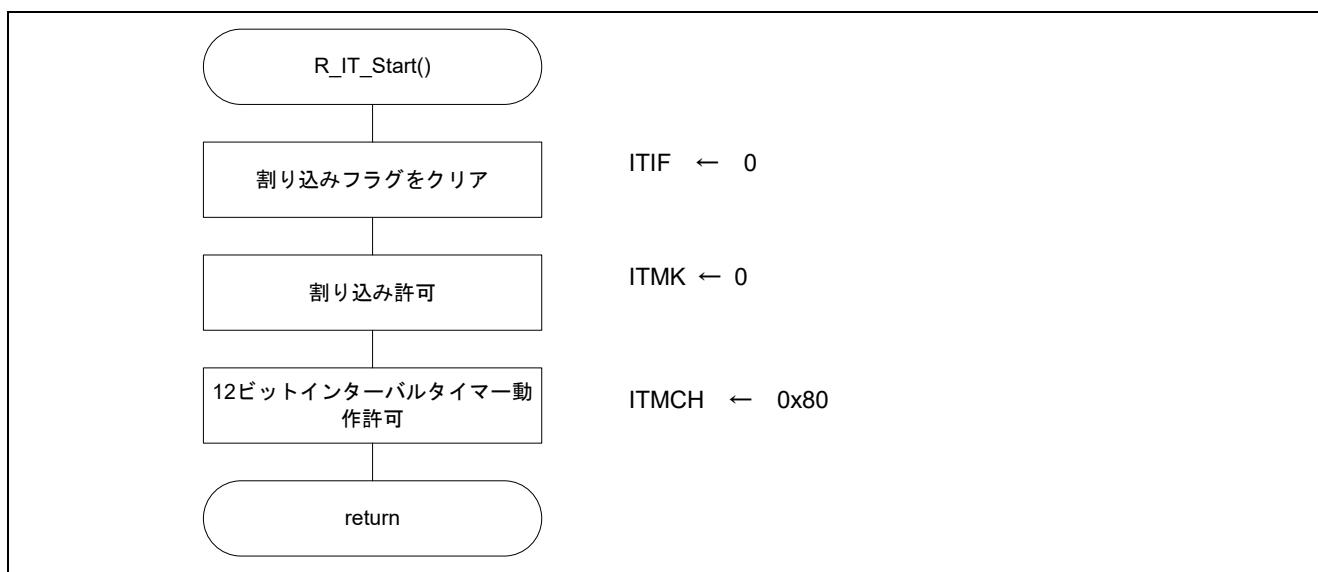 R_IT_Start()
割り込みフラグをクリア
ITIF ← 0
割り込み許可
ITMK ← 0
12ビットインターバルタイマー動
作許可
ITMCH ← 0x80
return